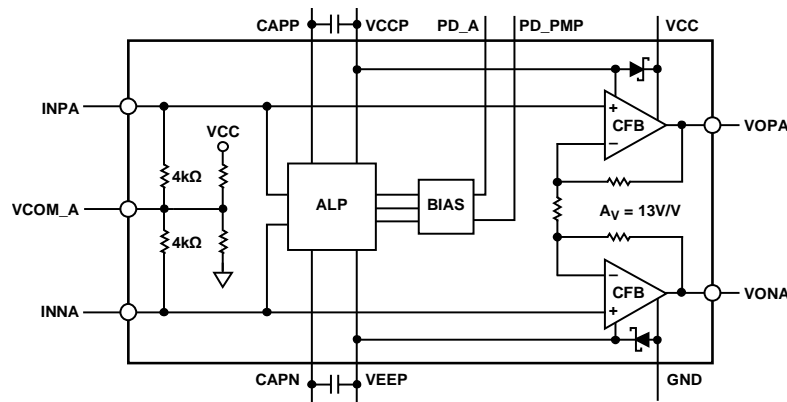 CAPP
VCCP
PD_A
PD_PMP
VCC
INPA
VCC
+
CFB
−
VOPA
4kΩ
ALP
BIAS
AV = 13V/V
VCOM_A
4kΩ
−
CFB
+
VONA
INNA
CAPN
VEEP
GND